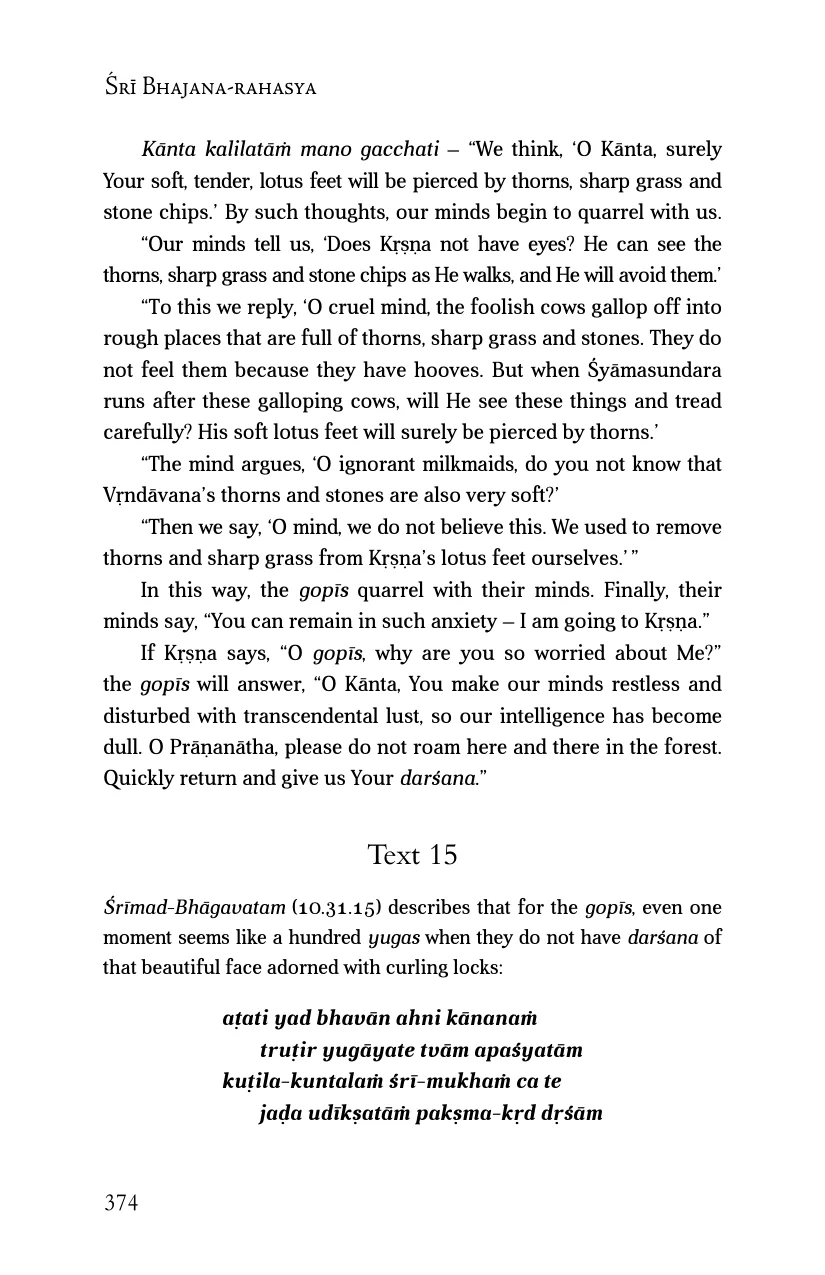 Śrī Bhajana-rahasya
Kānta kalilatāṁ mano gacchati – “We think, ‘O Kānta, surely
Your soft, tender, lotus feet will be pierced by thorns, sharp grass and
stone chips.’ By such thoughts, our minds begin to quarrel with us.
“Our minds tell us, ‘Does Kṛṣṇa not have eyes? He can see the
thorns, sharp grass and stone chips as He walks, and He will avoid them.’
“To this we reply, ‘O cruel mind, the foolish cows gallop off into
rough places that are full of thorns, sharp grass and stones. They do
not feel them because they have hooves. But when Śyāmasundara
runs after these galloping cows, will He see these things and tread
carefully? His soft lotus feet will surely be pierced by thorns.’
“The mind argues, ‘O ignorant milkmaids, do you not know that
Vṛndāvana’s thorns and stones are also very soft?’
“Then we say, ‘O mind, we do not believe this. We used to remove
thorns and sharp grass from Kṛṣṇa’s lotus feet ourselves.’ ”
In this way, the gopīs quarrel with their minds. Finally, their
minds say, “You can remain in such anxiety – I am going to Kṛṣṇa.”
If Kṛṣṇa says, “O gopīs, why are you so worried about Me?”
the gopīs will answer, “O Kānta, You make our minds restless and
disturbed with transcendental lust, so our intelligence has become
dull. O Prāṇanātha, please do not roam here and there in the forest.
Quickly return and give us Your darśana.”
Text 15
Śrīmad-Bhāgavatam (10.31.15) describes that for the gopīs, even one
moment seems like a hundred yugas when they do not have darśana of
that beautiful face adorned with curling locks:
aṭati yad bhavān ahni kānanaṁ
truṭir yugāyate tvām apaśyatām
kuṭila-kuntalaṁ śrī-mukhaṁ ca te
jaḍa udīkṣatāṁ pakṣma-kṛd dṛśām
374